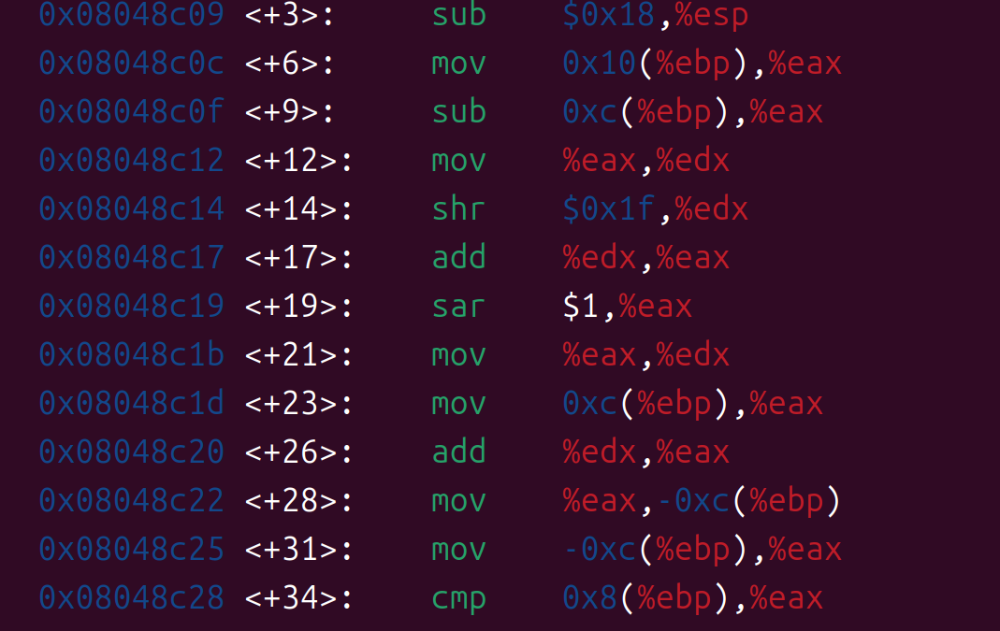 0x08048c09 <+3>: sub $0x18,%esp
0x08048c0c <+6>: mov 0x10(%ebp),%eax
0x08048c0f <+9>: sub 0xc(%ebp),%eax
0x08048c12 <+12>: mov %eax,%edx
0x08048c14 <+14>: shr $0x1f,%edx
0x08048c17 <+17>: add %edx,%eax
0x08048c19 <+19>: sar $1,%eax
0x08048c1b <+21>: mov %eax,%edx
0x08048c1d <+23>: mov 0xc(%ebp),%eax
0x08048c20 <+26>: add %edx,%eax
0x08048c22 <+28>: mov %eax,-0xc(%ebp)
0x08048c25 <+31>: mov -0xc(%ebp),%eax
0x08048c28 <+34>: cmp 0x8(%ebp),%eax